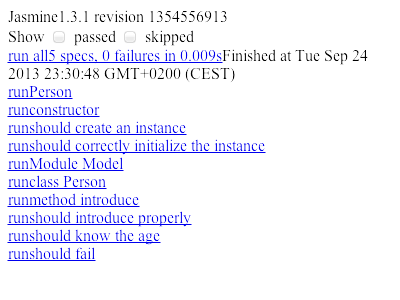 Jasmine1.3.1 revision 1354556913
Show passed skipped
run all5 specs, 0 failures in 0.009sFinished at Tue Sep 24
2013 23:30:48 GMT+0200 (CEST)
runPerson
runconstructor
runshould create an instance
runshould correctly initialize the instance
runModule Model
runclass Person
runmethod introduce
runshould introduce properly
runshould know the age
runshould fail